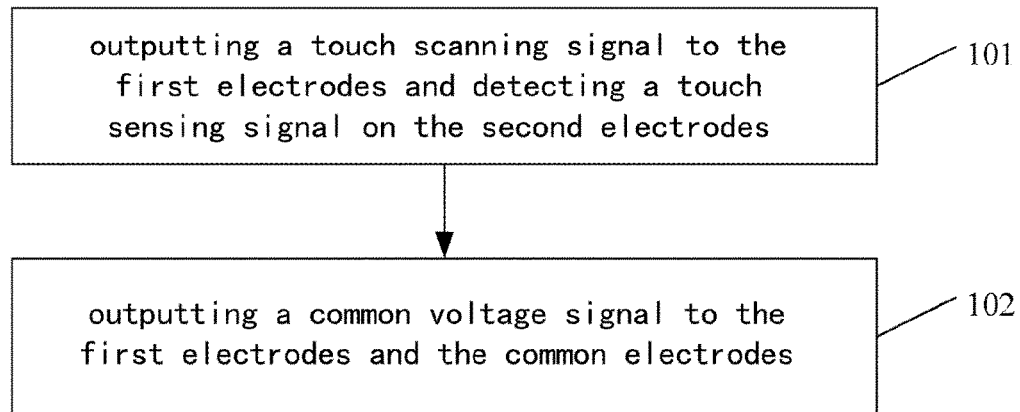 outputting a touch scanning signal to the
first electrodes and detecting a touch
sensing signal on the second electrodes
101
outputting a common voltage signal to the
first electrodes and the common electrodes
102